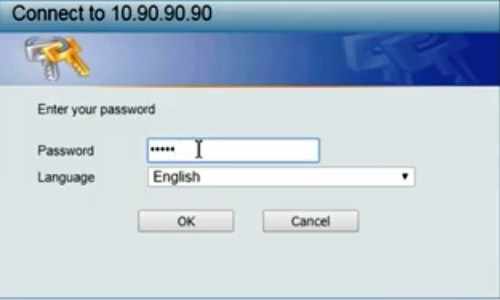 Connect to 10.90.90.90
Enter your password
Password •••••
Language English
OK Cancel